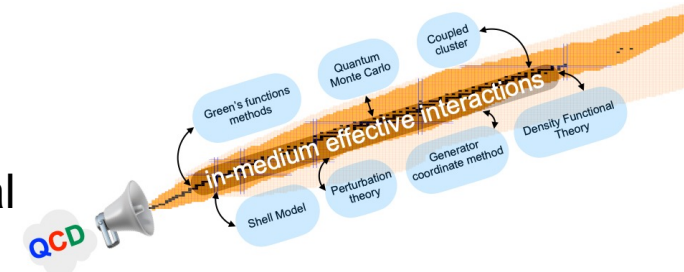 Coupled
cluster
Quantum
Monte Carlo
Green's functions
methods
in-medium effective interactions
Density Functional
Theory
Generator
coordinate method
Perturbation
theory
Shell Model
al
QCD